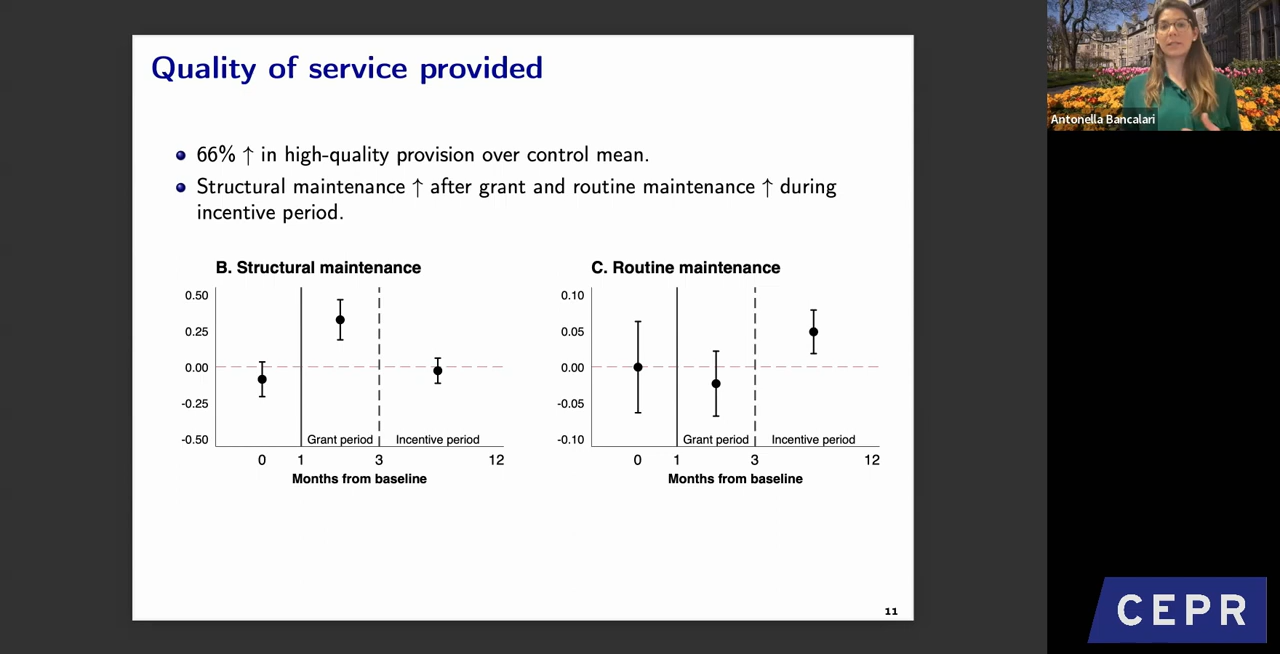 Quality of service provided
66% ↑ in high-quality provision over control mean.
Structural maintenance ↑ after grant and routine maintenance ↑ during
incentive period.
B. Structural maintenance
0.50
0.25
0.00
-0.25
-0.50
Grant period
Incentive period
0 1 3 12
Months from baseline
C. Routine maintenance
0.10
0.05
0.00
-0.05
-0.10
Grant period
Incentive period
0 1 3 12
Months from baseline
11
Antonella Bancalari
CEPR